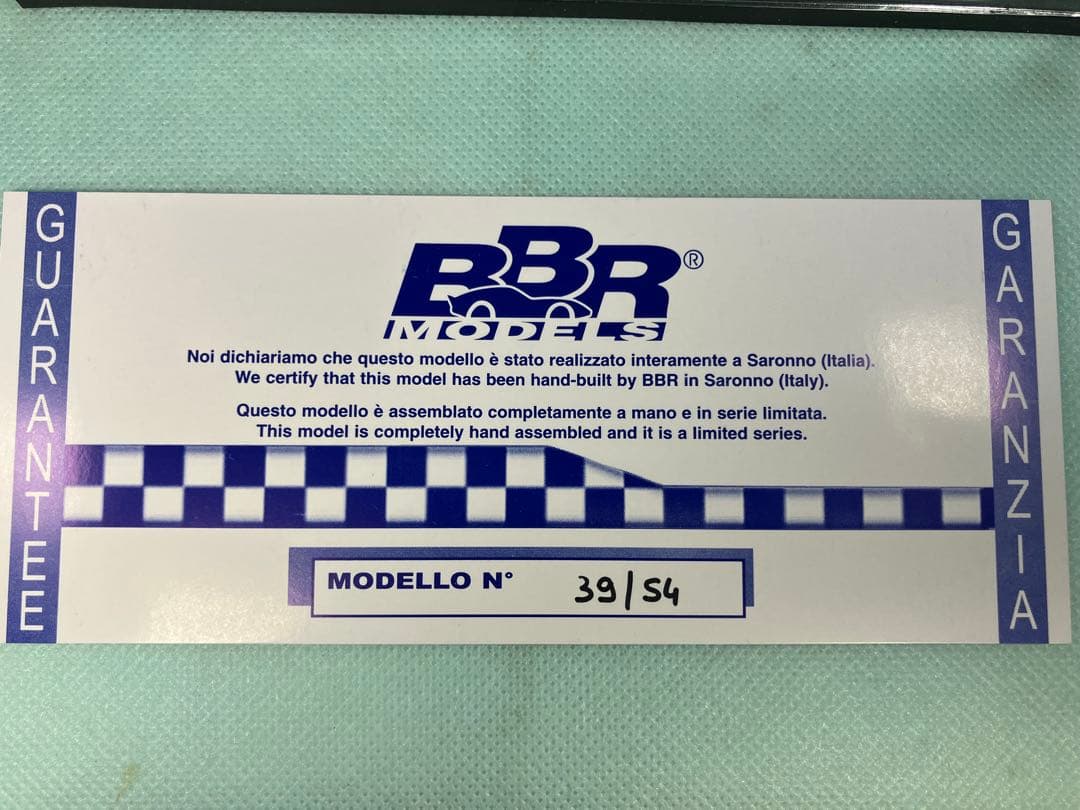 GUARANTEE
BBR®
MODELS
Noi dichiariamo che questo modello è stato realizzato interamente a Saronno (Italia).
We certify that this model has been hand-built by BBR in Saronno (Italy).
Questo modello è assemblato completamente a mano e in serie limitata.
This model is completely hand assembled and it is a limited series.
MODELLO N° 39/54
GARANZIA